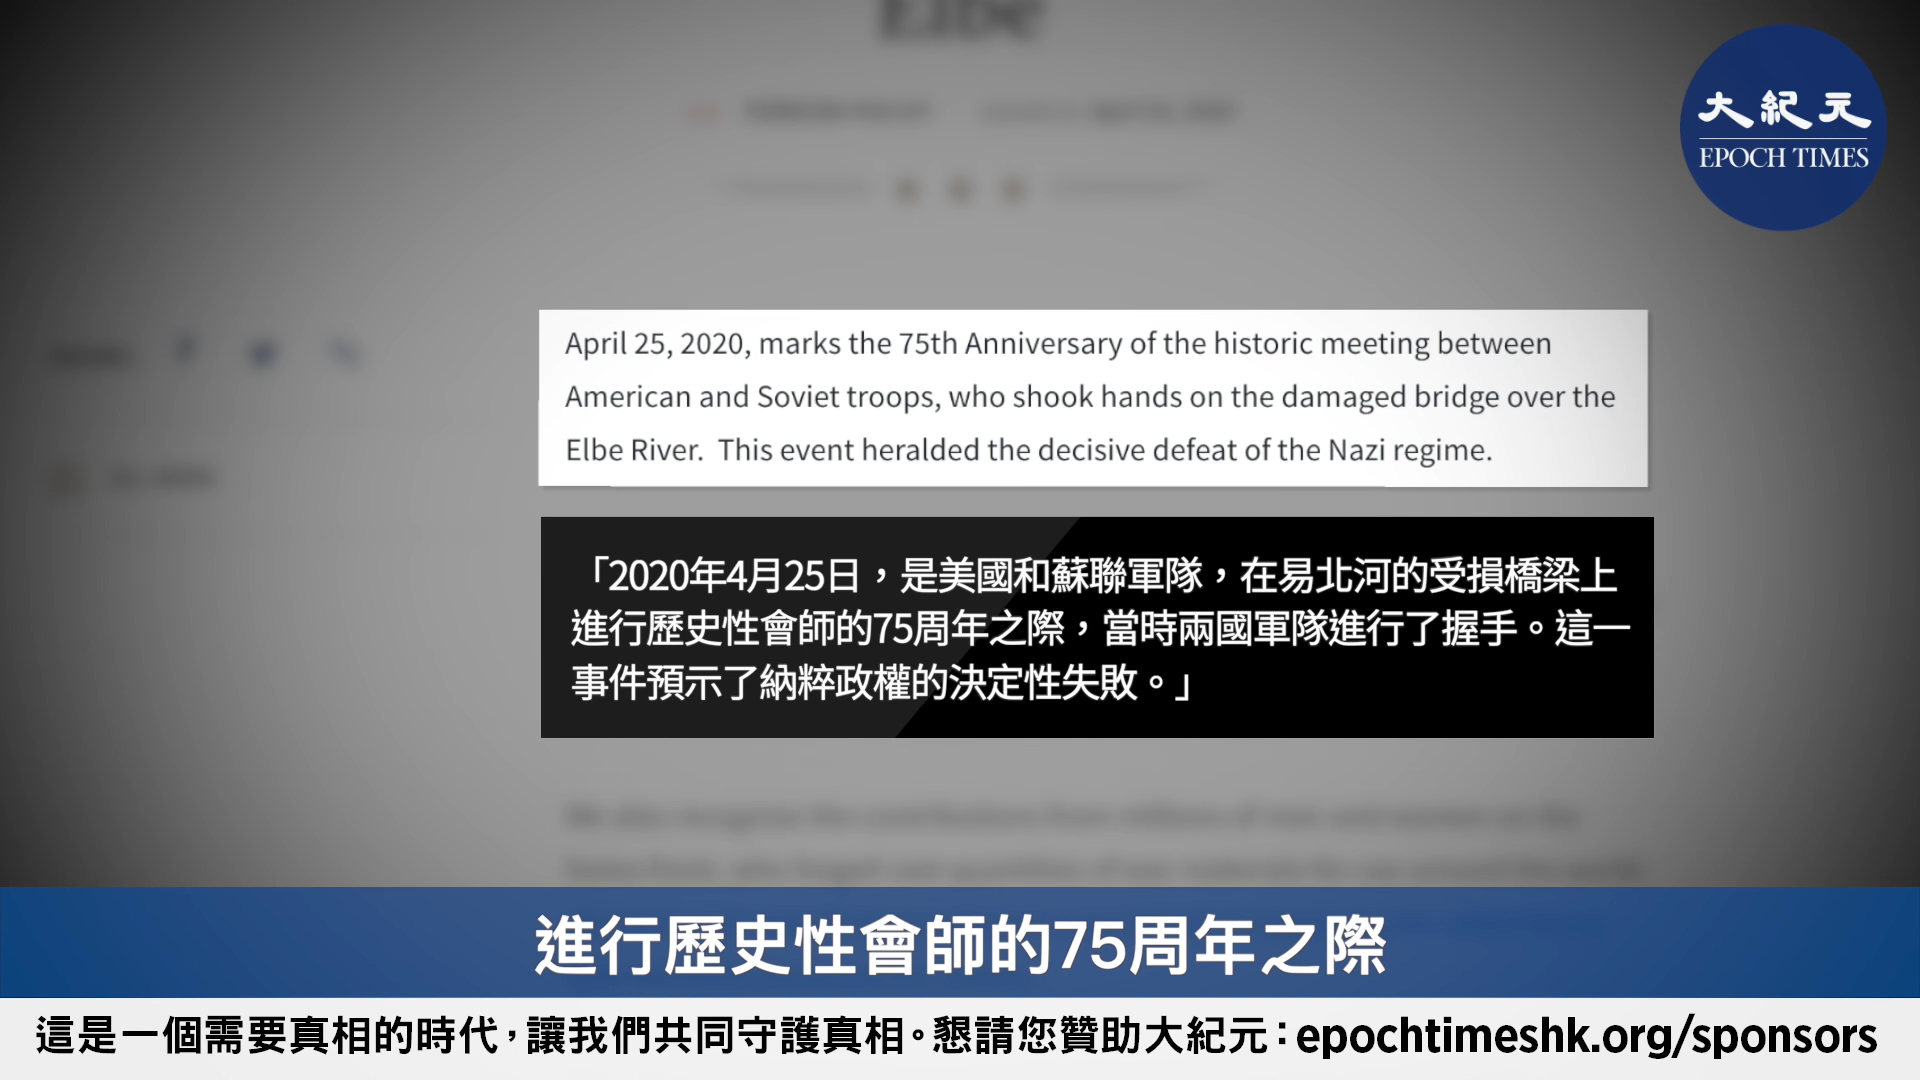 Elbe
大紀元
EPOCH TIMES
April 25, 2020, marks the 75th Anniversary of the historic meeting between
American and Soviet troops, who shook hands on the damaged bridge over the
Elbe River.  This event heralded the decisive defeat of the Nazi regime.
「2020年4月25日，是美國和蘇聯軍隊，在易北河的受損橋梁上
進行歷史性會師的75周年之際，當時兩國軍隊進行了握手。這一
事件預示了納粹政權的決定性失敗。」
進行歷史性會師的75周年之際
這是一個需要真相的時代，讓我們共同守護真相。懇請您贊助大紀元：epochtimeshk.org/sponsors